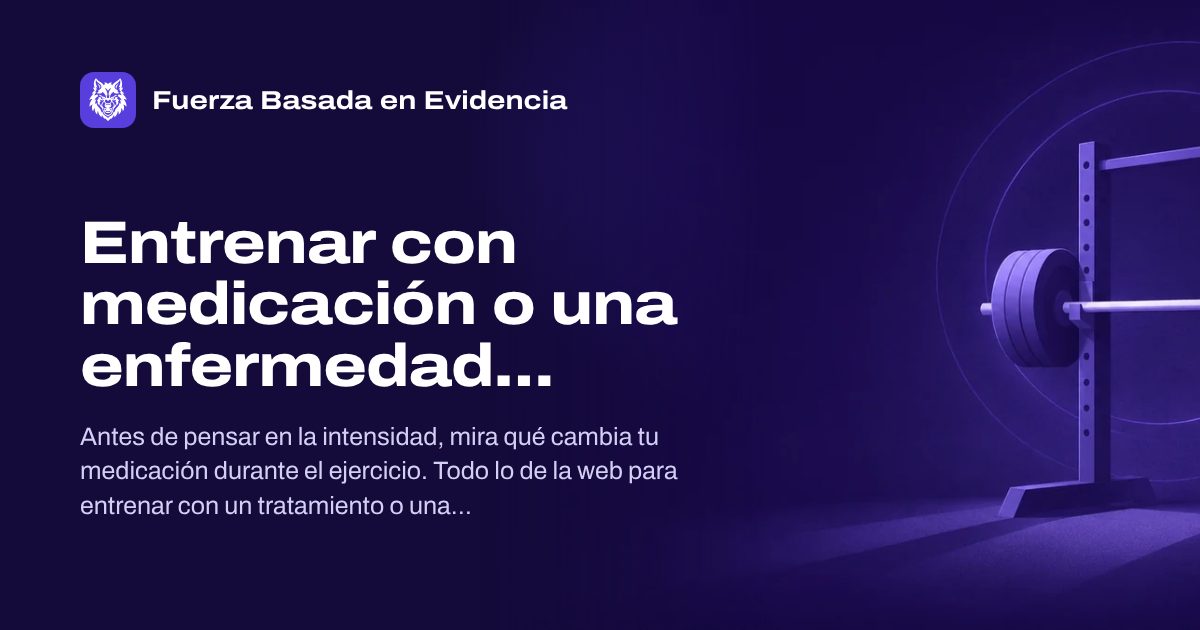 Fuerza Basada en Evidencia
Entrenar con
medicación o una
enfermedad...
Antes de pensar en la intensidad, mira qué cambia tu
medicación durante el ejercicio. Todo lo de la web para
entrenar con un tratamiento o una...